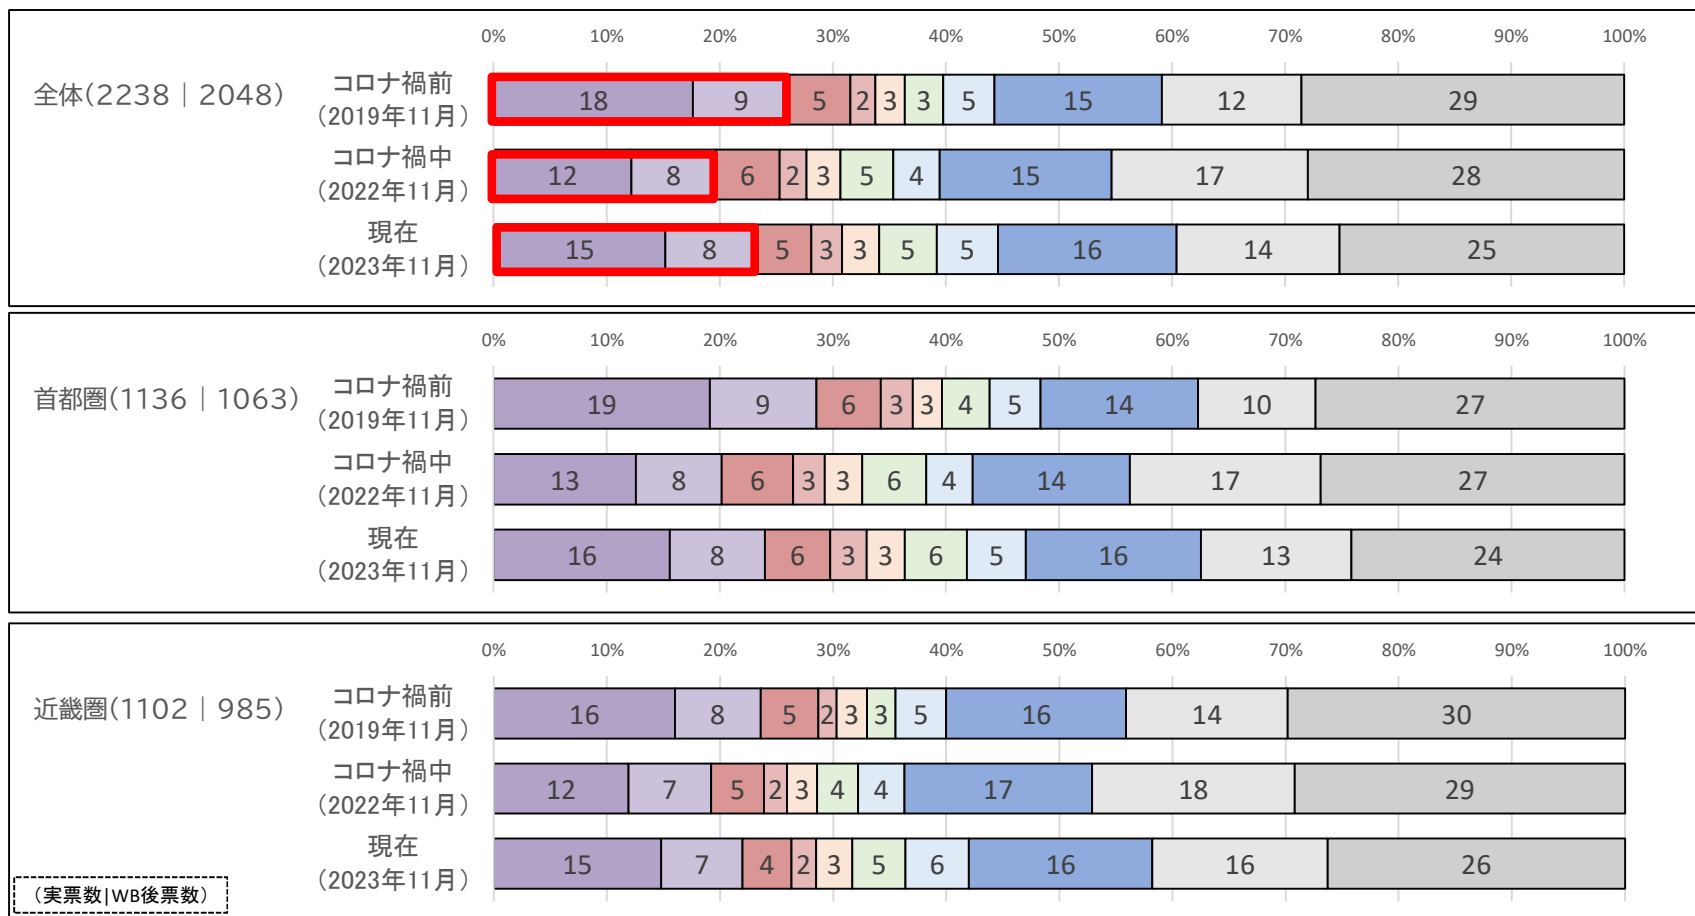 0% 10% 20% 30% 40% 50% 60% 70% 80% 90% 100%
全体(2238｜2048)
コロナ禍前
（2019年11月）
18 9 5 2 3 3 5 15 12 29
コロナ禍中
（2022年11月）
12 8 6 2 3 5 4 15 17 28
現在
（2023年11月）
15 8 5 3 3 5 5 16 14 25
0% 10% 20% 30% 40% 50% 60% 70% 80% 90% 100%
首都圏(1136｜1063)
コロナ禍前
（2019年11月）
19 9 6 3 3 4 5 14 10 27
コロナ禍中
（2022年11月）
13 8 6 3 3 6 4 14 17 27
現在
（2023年11月）
16 8 6 3 3 6 5 16 13 24
0% 10% 20% 30% 40% 50% 60% 70% 80% 90% 100%
近畿圏(1102｜985)
コロナ禍前
（2019年11月）
16 8 5 2 3 3 5 16 14 30
コロナ禍中
（2022年11月）
12 7 5 2 3 4 4 17 18 29
現在
（2023年11月）
15 7 4 2 3 5 6 16 16 26
（実票数|WB後票数）